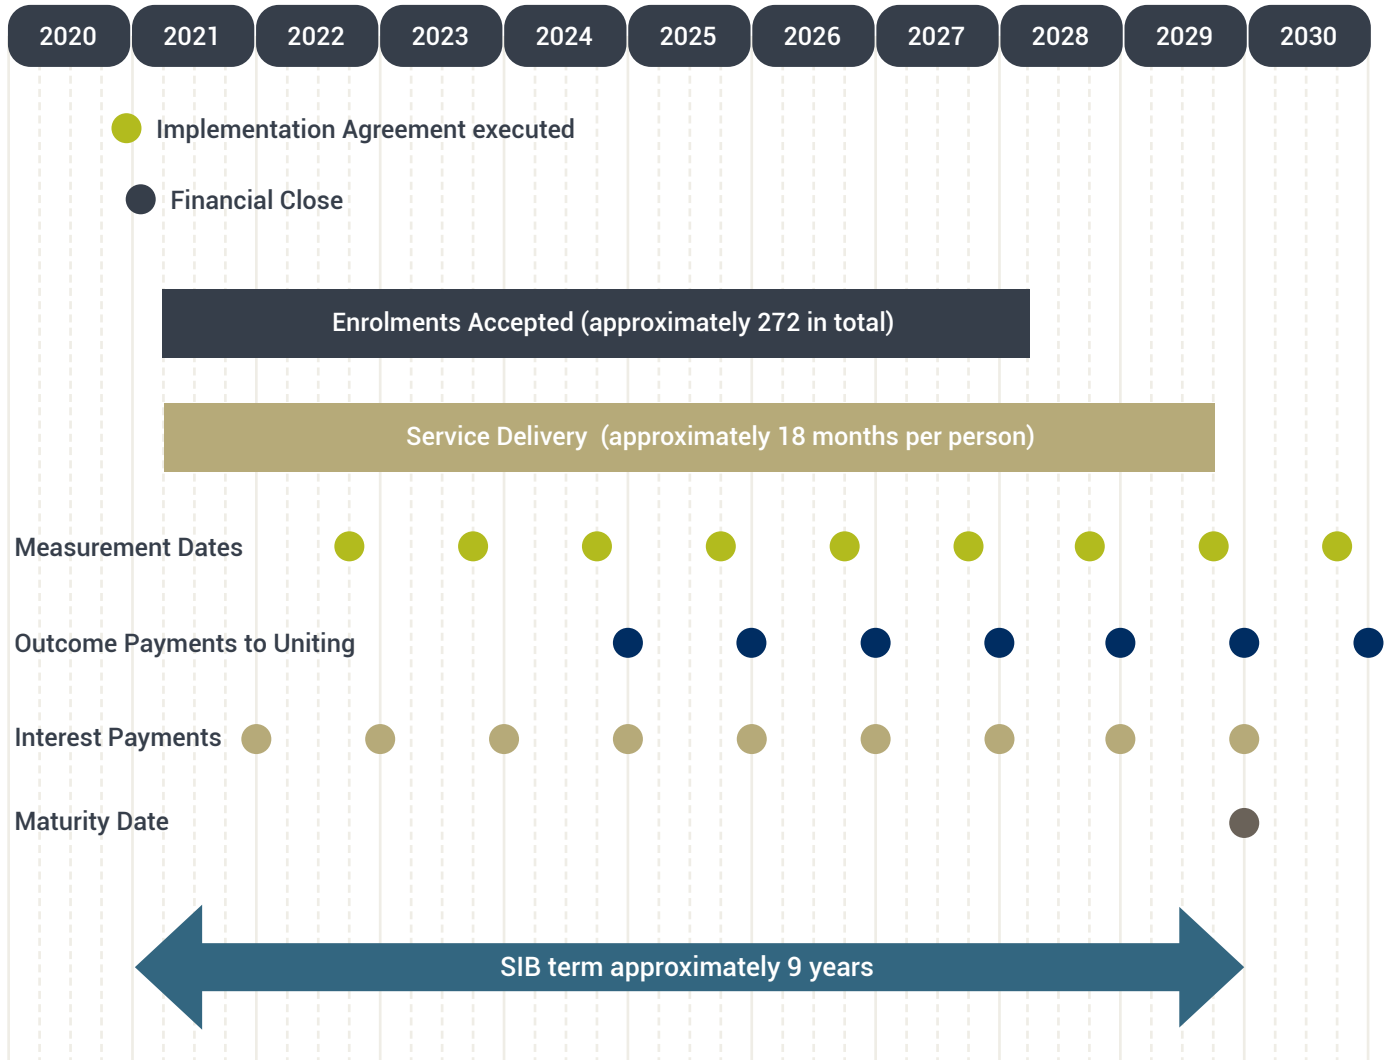 2020 2021 2022 2023 2024 2025 2026 2027 2028 2029 2030
Implementation Agreement executed
Financial Close
Enrolments Accepted (approximately 272 in total)
Service Delivery  (approximately 18 months per person)
Measurement Dates
Outcome Payments to Uniting
Interest Payments
Maturity Date
SIB term approximately 9 years